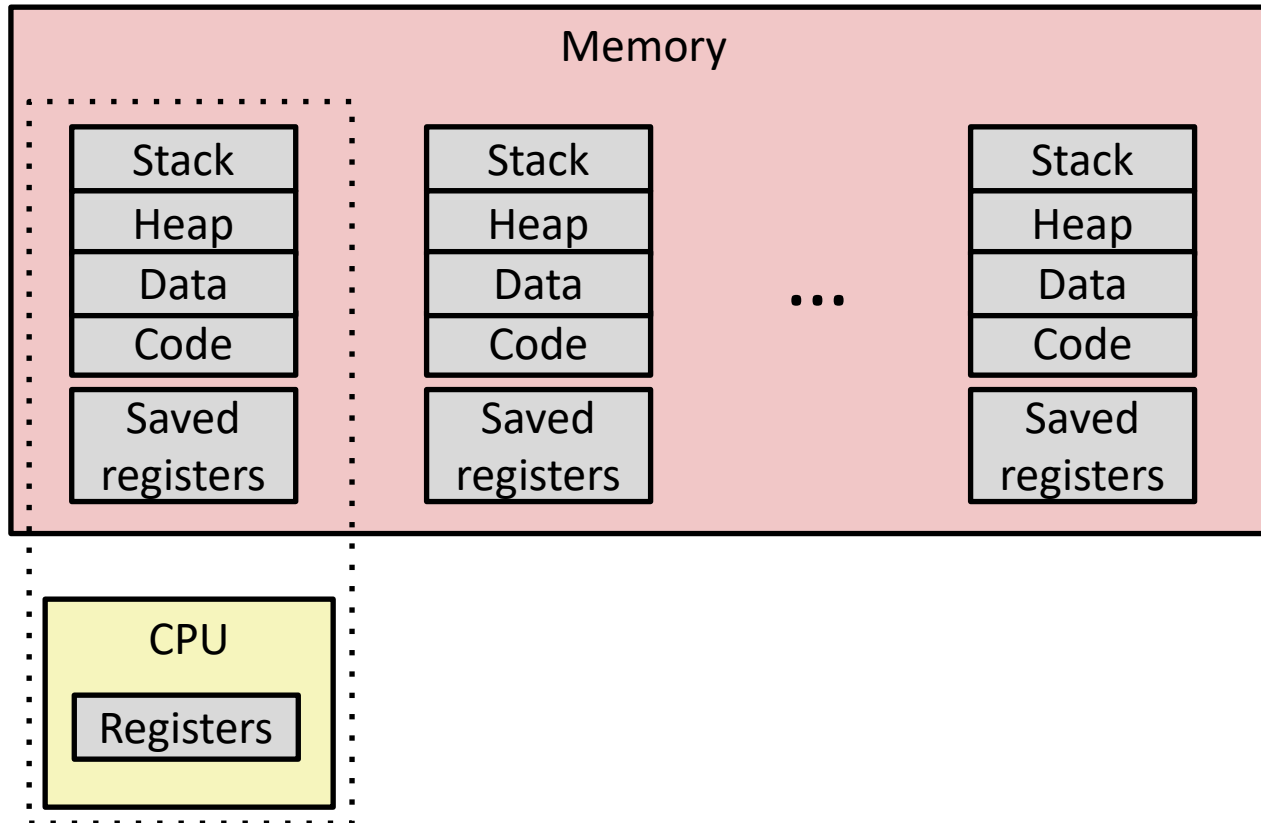 Memory
Stack
Heap
Data
Code
Saved
registers
Stack
Heap
Data
Code
Saved
registers
...
Stack
Heap
Data
Code
Saved
registers
CPU
Registers